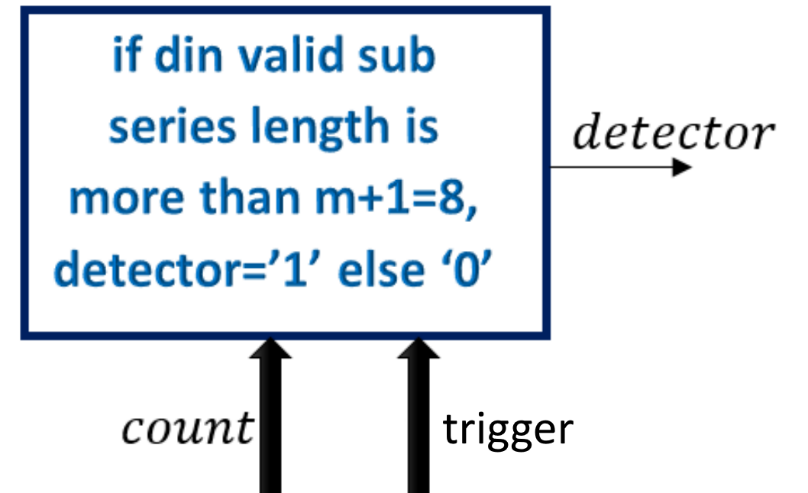 if din valid sub
series length is
more than m+1=8,
detector=’1’ else ‘0’
detector
count
trigger